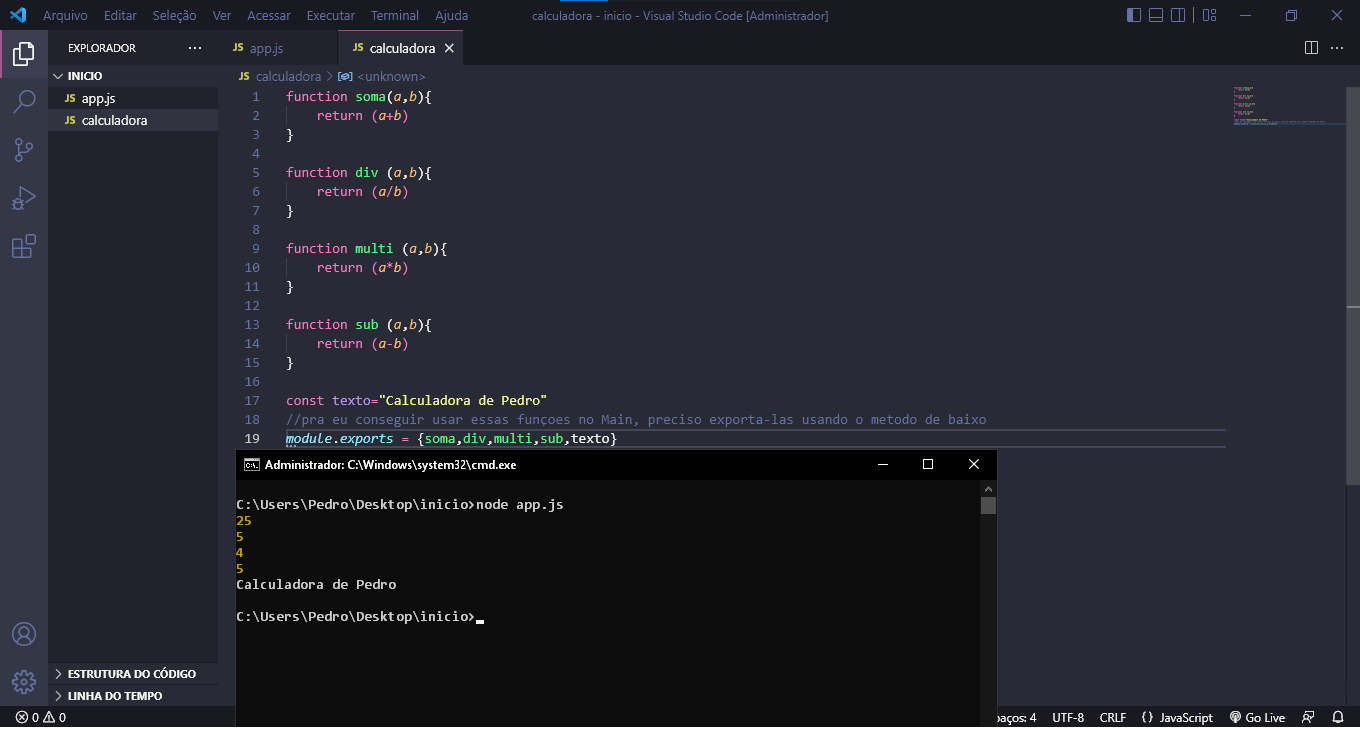 Arquivo Editar Seleção Ver Acessar Executar Terminal Ajuda calculadora - inicio - Visual Studio Code [Administrador]
EXPLORADOR ··· JS app.js JS calculadora
INICIO
JS app.js
JS calculadora
JS calculadora > <unknown>
1 function soma(a,b){
2 return (a+b)
3 }
4
5 function div (a,b){
6 return (a/b)
7 }
8
9 function multi (a,b){
10 return (a*b)
11 }
12
13 function sub (a,b){
14 return (a-b)
15 }
16
17 const texto="Calculadora de Pedro"
18 //pra eu conseguir usar essas funçoes no Main, preciso exporta-las usando o metodo de baixo
19 module.exports = {soma,div,multi,sub,texto}
Administrador: C:\Windows\system32\cmd.exe
C:\Users\Pedro\Desktop\inicio>node app.js
25
5
4
5
Calculadora de Pedro
C:\Users\Pedro\Desktop\inicio>
ESTRUTURA DO CÓDIGO
LINHA DO TEMPO
0 0 paços: 4 UTF-8 CRLF {} JavaScript Go Live